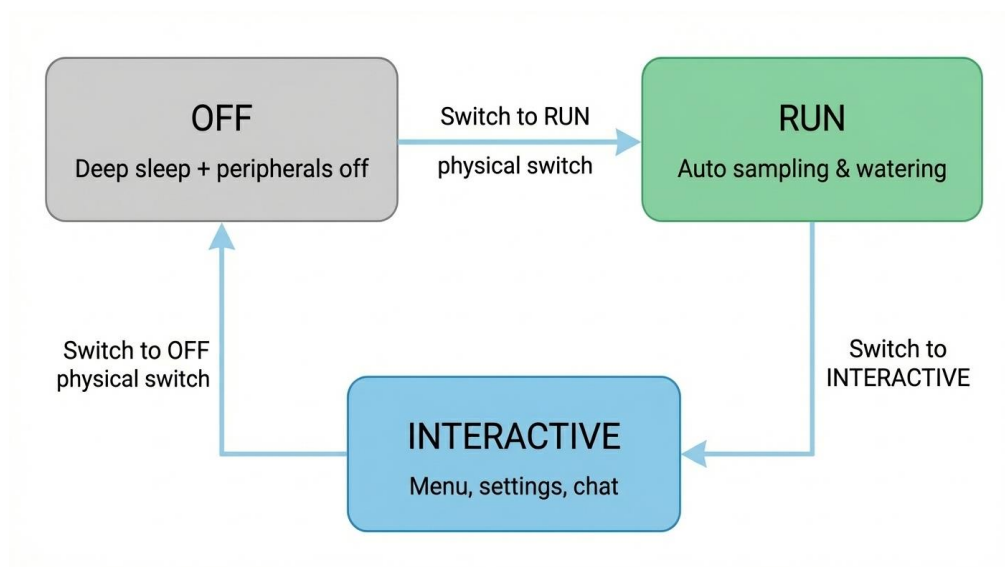 OFF
Deep sleep + peripherals off
Switch to RUN
physical switch
RUN
Auto sampling & watering
Switch to OFF
physical switch
Switch to
INTERACTIVE
INTERACTIVE
Menu, settings, chat